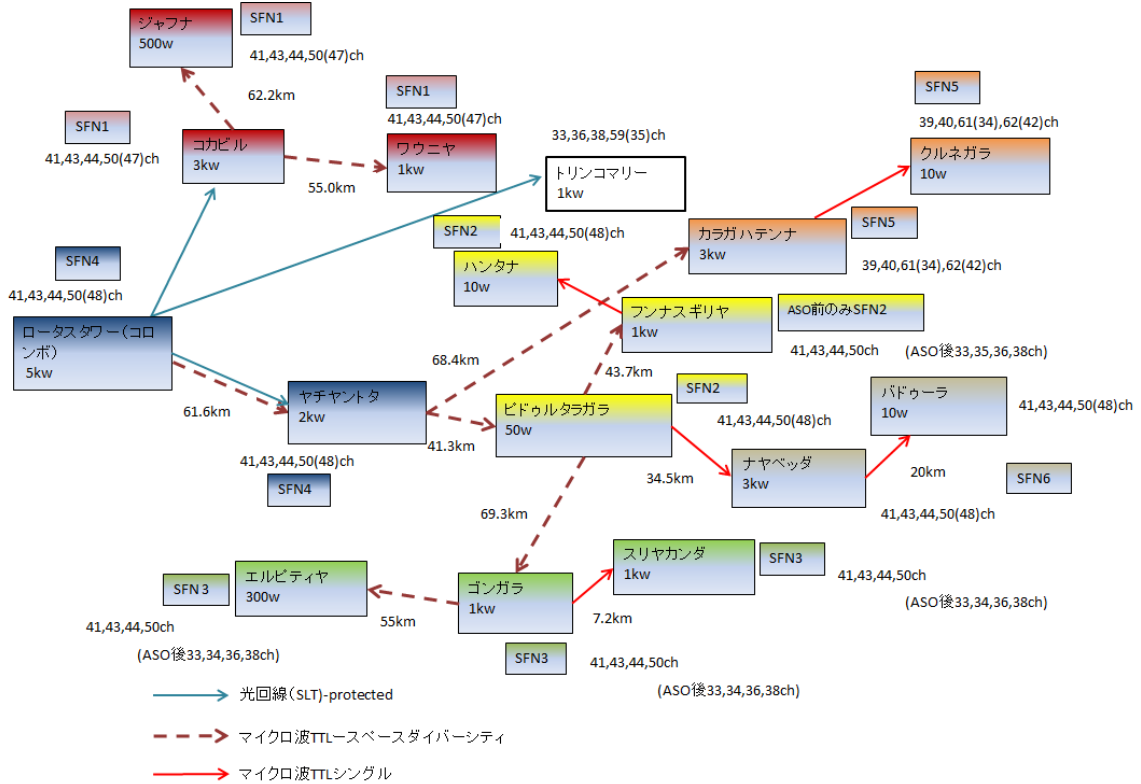 ジャフナ
500w
SFN1
41,43,44,50(47)ch
62.2km
SFN1
41,43,44,50(47)ch
コカビル
3kw
SFN1
41,43,44,50(47)ch
ワウニヤ
1kw
55.0km
33,36,38,59(35)ch
トリンコマリー
1kw
SFN5
39,40,61(34),62(42)ch
クルネガラ
10w
SFN2
41,43,44,50(48)ch
ハンタナ
10w
カラガハテンナ
3kw
SFN5
39,40,61(34),62(42)ch
SFN4
41,43,44,50(48)ch
ロータスタワー(コロ
ンボ)
5kw
フンナスギリヤ
1kw
ASO前のみSFN2
41,43,44,50ch
(ASO後33,35,36,38ch)
68.4km
43.7km
61.6km
ヤチヤントタ
2kw
41,43,44,50(48)ch
SFN4
41.3km
ピドゥルタラガラ
50w
SFN2
41,43,44,50(48)ch
バドゥーラ
10w
41,43,44,50(48)ch
34.5km
ナヤベッダ
3kw
20km
SFN6
41,43,44,50(48)ch
69.3km
SFN3
エルピティヤ
300w
41,43,44,50ch
(ASO後33,34,36,38ch)
55km
ゴンガラ
1kw
7.2km
スリヤカンダ
1kw
SFN3
41,43,44,50ch
(ASO後33,34,36,38ch)
SFN3
41,43,44,50ch
(ASO後33,34,36,38ch)
光回線(SLT)-protected
マイクロ波TTLースペースダイバーシティ
マイクロ波TTLシングル